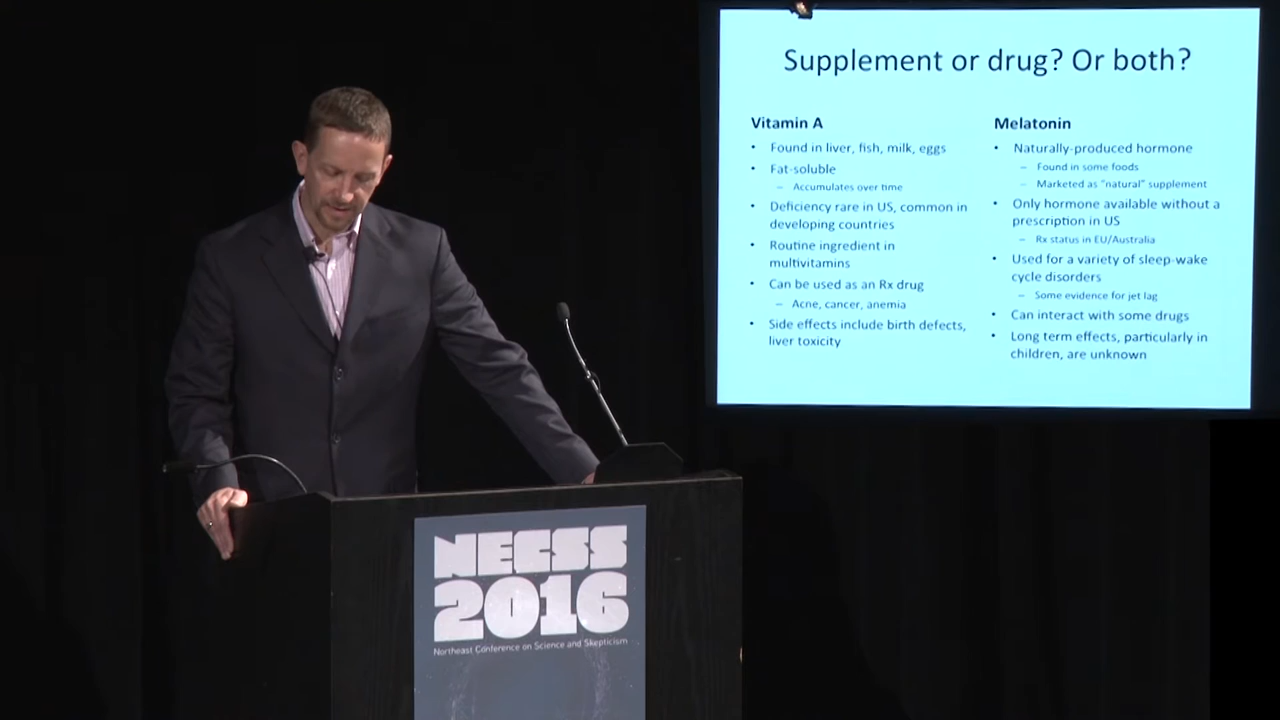 Supplement or drug? Or both?
Vitamin A
• Found in liver, fish, milk, eggs
• Fat-soluble
– Accumulates over time
• Deficiency rare in US, common in
developing countries
• Routine ingredient in
multivitamins
• Can be used as an Rx drug
– Acne, cancer, anemia
• Side effects include birth defects,
liver toxicity
Melatonin
• Naturally-produced hormone
– Found in some foods
– Marketed as "natural" supplement
• Only hormone available without a
prescription in US
– Rx status in EU/Australia
• Used for a variety of sleep-wake
cycle disorders
– Some evidence for jet lag
• Can interact with some drugs
• Long term effects, particularly in
children, are unknown
NECSS
2016
Northeast Conference on Science and Skepticism